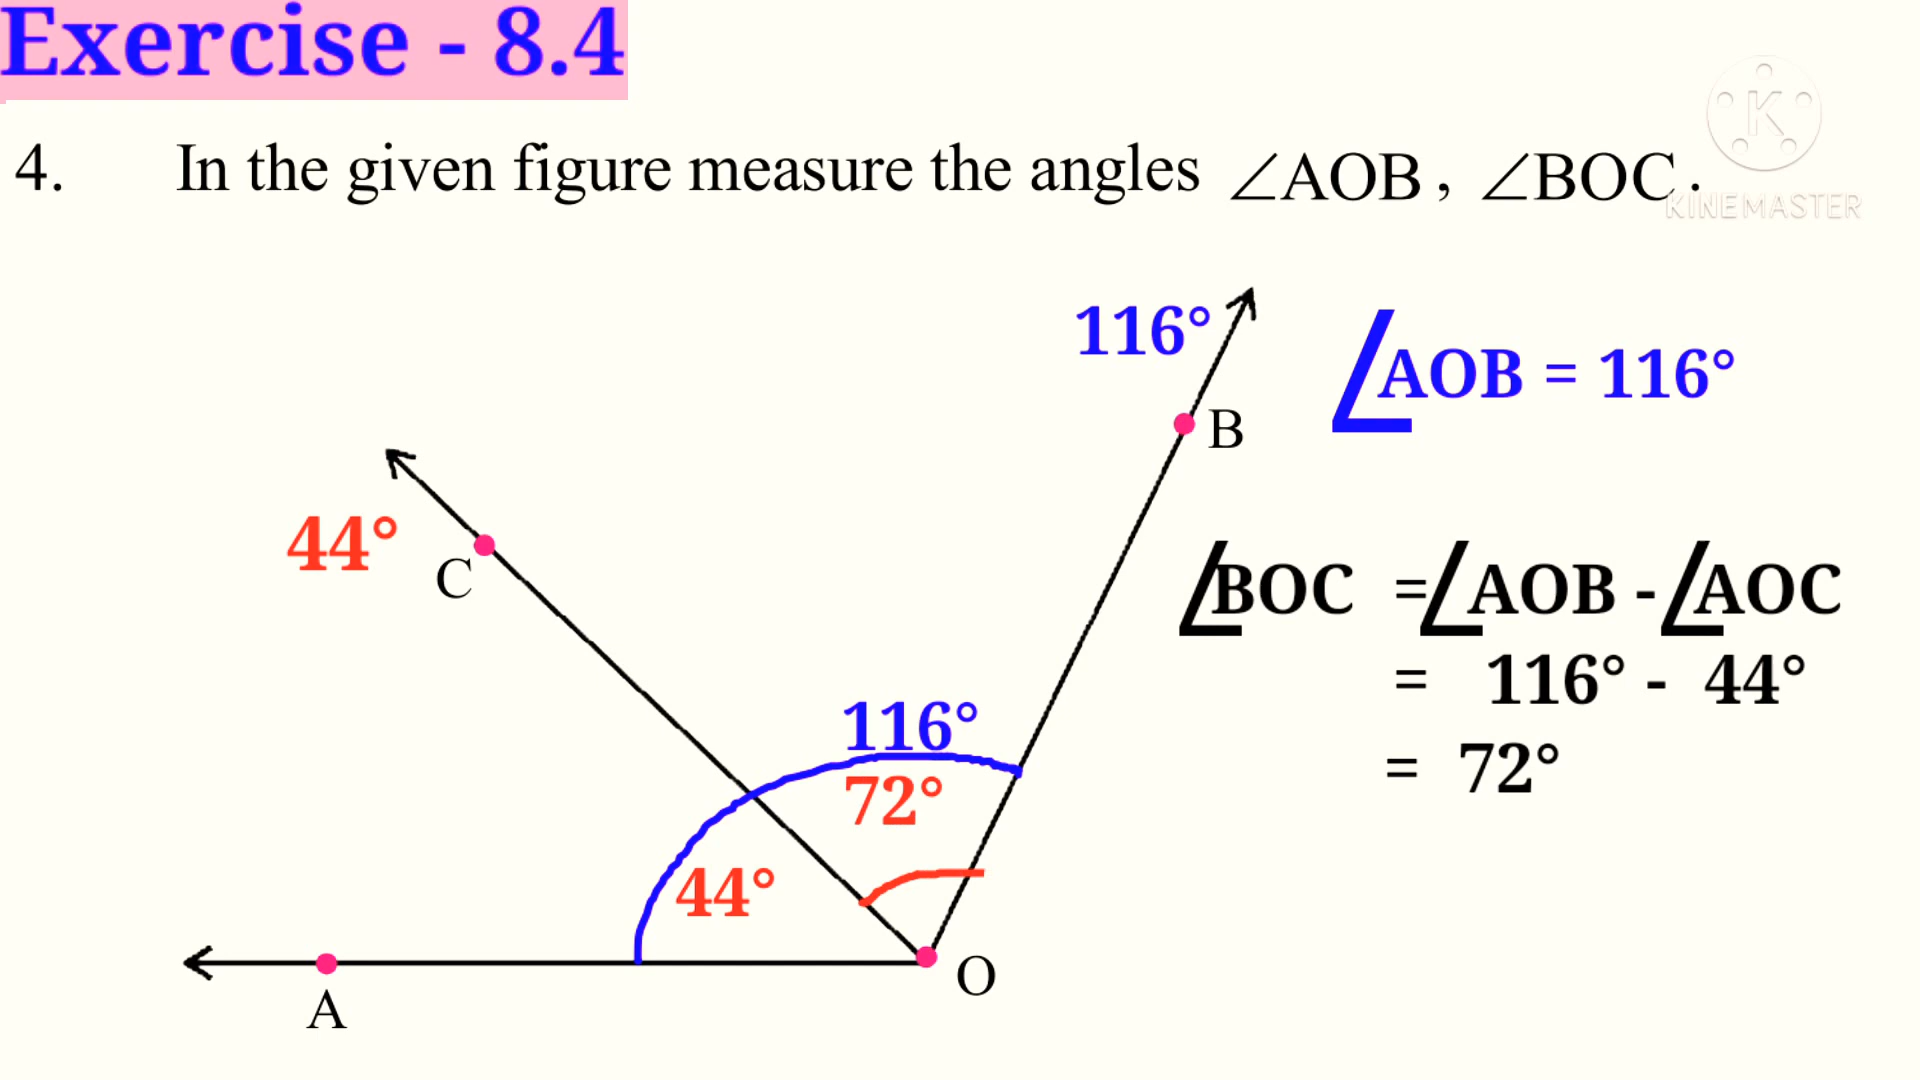 Exercise - 8.4
K
KINEMASTER
4. In the given figure measure the angles ∠AOB, ∠BOC.
116°
∠AOB = 116°
B
44°
C
∠BOC = ∠AOB - ∠AOC
= 116° - 44°
= 72°
116°
72°
44°
O
A